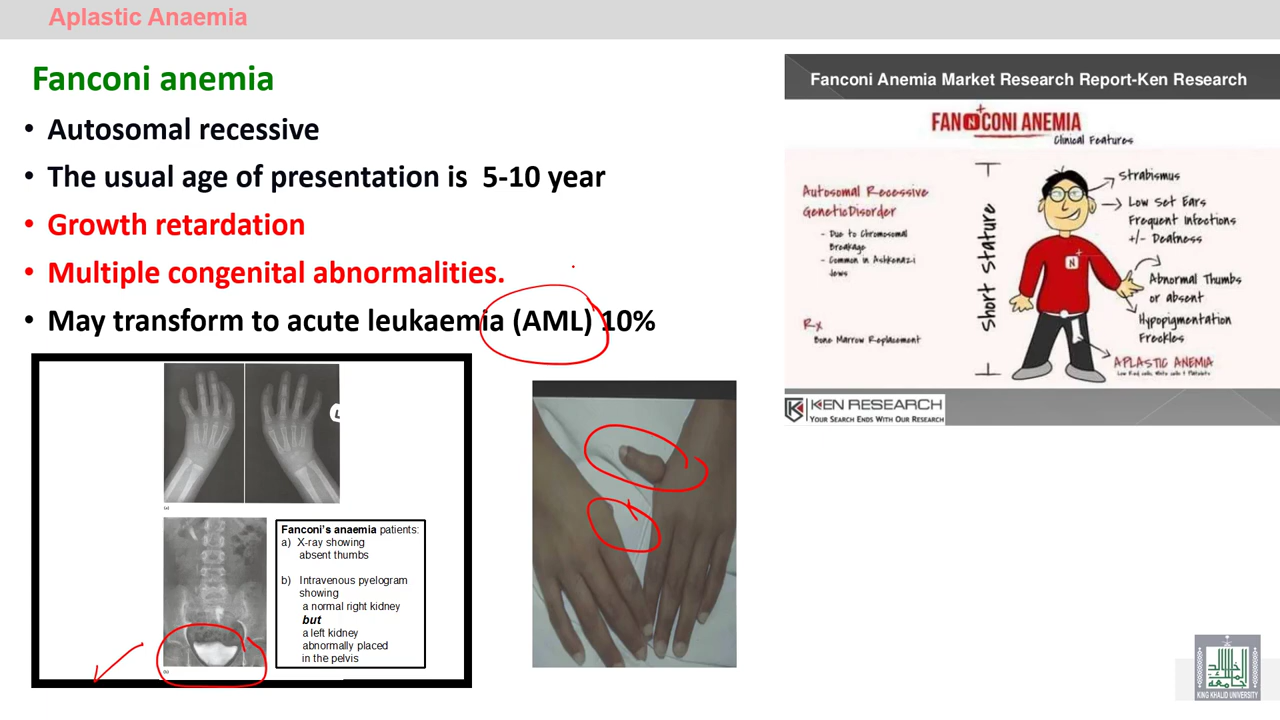 Aplastic Anaemia
Fanconi anemia
• Autosomal recessive
• The usual age of presentation is 5-10 year
• Growth retardation
• Multiple congenital abnormalities.
• May transform to acute leukaemia (AML) 10%
Fanconi's anaemia patients:
a) X-ray showing
absent thumbs
b) Intravenous pyelogram
showing
a normal right kidney
but
a left kidney
abnormally placed
in the pelvis
Fanconi Anemia Market Research Report-Ken Research
FANCONI ANEMIA
Clinical Features
Autosomal Recessive
Genetic Disorder
- Due to Chromosomal
Breakage
- Common in Ashkenazi
Jews
Rx
Bone Marrow Replacement
Short Stature
Strabismus
Low Set Ears
Frequent Infections
+/- Deafness
N
Abnormal Thumbs
or absent
Hypopigmentation
Freckles
APLASTIC ANEMIA
KEN RESEARCH
YOUR SEARCH ENDS WITH OUR RESEARCH
KING KHALID UNIVERSITY